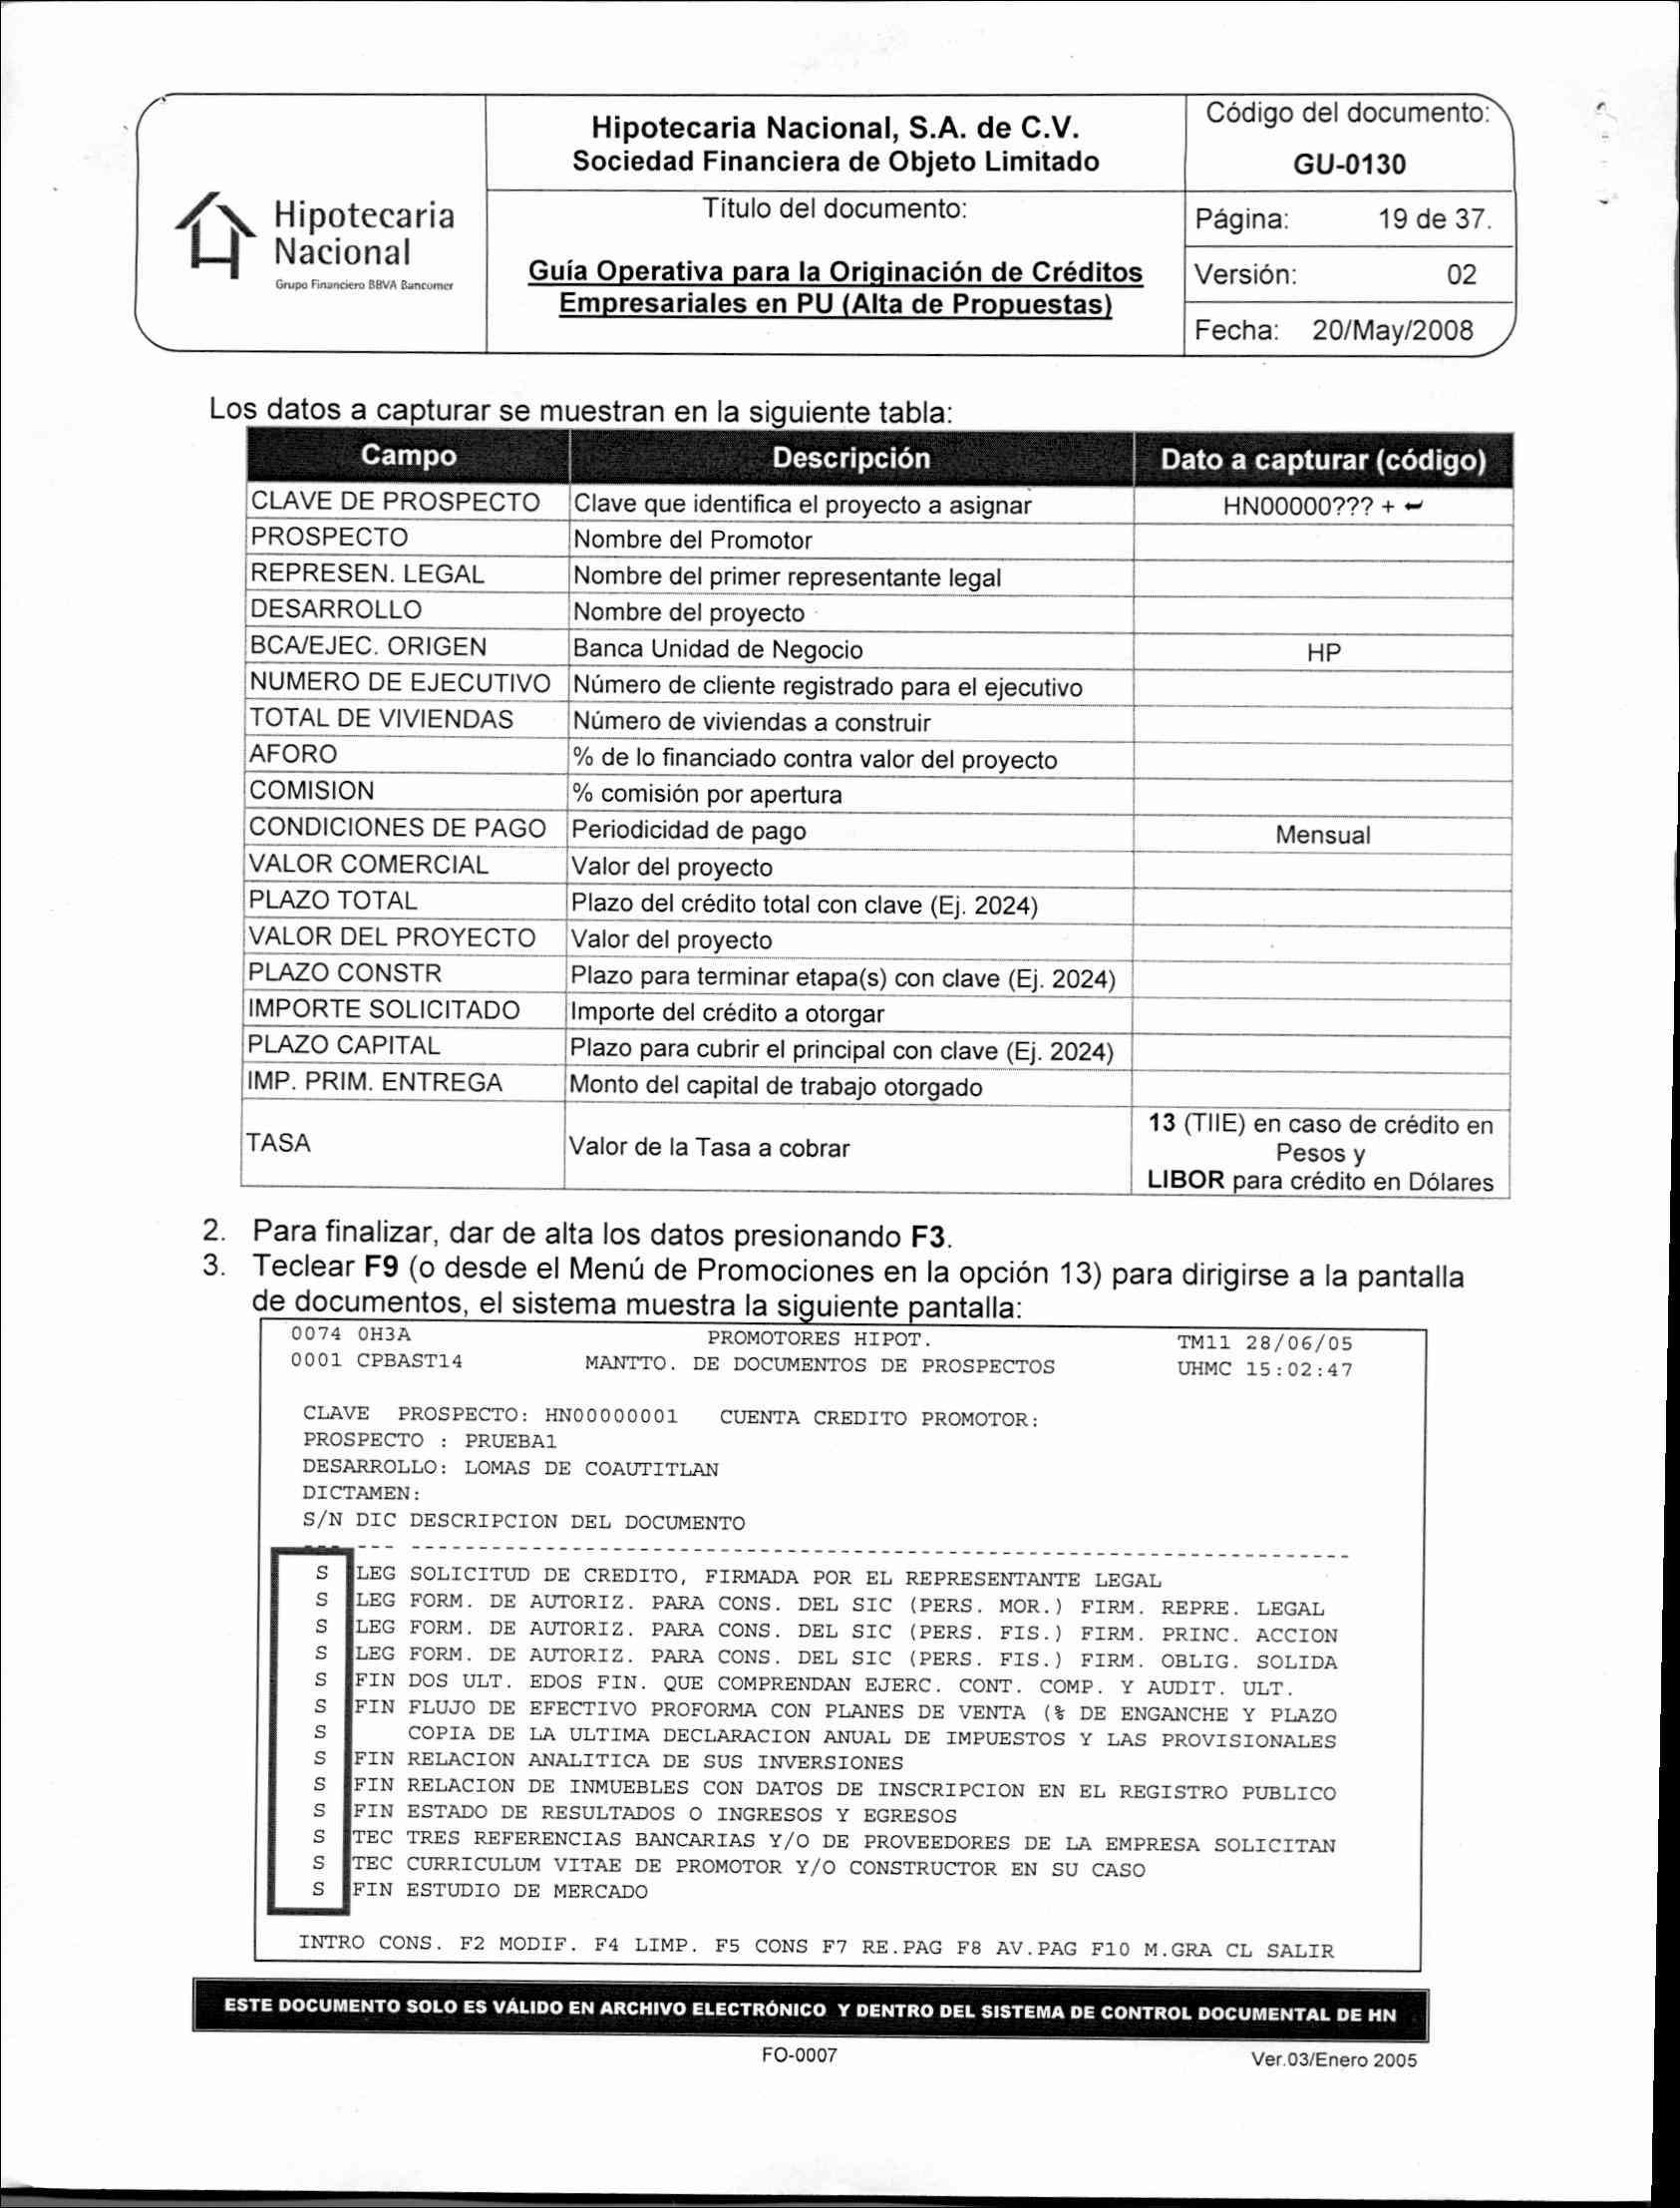 Hipotecaria
Nacional
Grupo Financiero BBVA Bancomer
Hipotecaria Nacional, S.A. de C.V.
Sociedad Financiera de Objeto Limitado
Título del documento:
Guía Operativa para la Originación de Créditos
Empresariales en PU (Alta de Propuestas)
Código del documento:
GU-0130
Página: 19 de 37.
Versión: 02
Fecha: 20/May/2008
Los datos a capturar se muestran en la siguiente tabla:
Campo Descripción Dato a capturar (código)
CLAVE DE PROSPECTO Clave que identifica el proyecto a asignar HN00000??? + ↵
PROSPECTO Nombre del Promotor
REPRESEN. LEGAL Nombre del primer representante legal
DESARROLLO Nombre del proyecto
BCA/EJEC. ORIGEN Banca Unidad de Negocio HP
NUMERO DE EJECUTIVO Número de cliente registrado para el ejecutivo
TOTAL DE VIVIENDAS Número de viviendas a construir
AFORO % de lo financiado contra valor del proyecto
COMISION % comisión por apertura
CONDICIONES DE PAGO Periodicidad de pago Mensual
VALOR COMERCIAL Valor del proyecto
PLAZO TOTAL Plazo del crédito total con clave (Ej. 2024)
VALOR DEL PROYECTO Valor del proyecto
PLAZO CONSTR Plazo para terminar etapa(s) con clave (Ej. 2024)
IMPORTE SOLICITADO Importe del crédito a otorgar
PLAZO CAPITAL Plazo para cubrir el principal con clave (Ej. 2024)
IMP. PRIM. ENTREGA Monto del capital de trabajo otorgado
TASA Valor de la Tasa a cobrar 13 (TIIE) en caso de crédito en
Pesos y
LIBOR para crédito en Dólares
2. Para finalizar, dar de alta los datos presionando F3.
3. Teclear F9 (o desde el Menú de Promociones en la opción 13) para dirigirse a la pantalla
de documentos, el sistema muestra la siguiente pantalla:
0074 0H3A PROMOTORES HIPOT. TM11 28/06/05
0001 CPBAST14 MANTTO. DE DOCUMENTOS DE PROSPECTOS UHMC 15:02:47
CLAVE PROSPECTO: HN00000001 CUENTA CREDITO PROMOTOR:
PROSPECTO : PRUEBA1
DESARROLLO: LOMAS DE COAUTITLAN
DICTAMEN:
S/N DIC DESCRIPCION DEL DOCUMENTO
S LEG SOLICITUD DE CREDITO, FIRMADA POR EL REPRESENTANTE LEGAL
S LEG FORM. DE AUTORIZ. PARA CONS. DEL SIC (PERS. MOR.) FIRM. REPRE. LEGAL
S LEG FORM. DE AUTORIZ. PARA CONS. DEL SIC (PERS. FIS.) FIRM. PRINC. ACCION
S LEG FORM. DE AUTORIZ. PARA CONS. DEL SIC (PERS. FIS.) FIRM. OBLIG. SOLIDA
S FIN DOS ULT. EDOS FIN. QUE COMPRENDAN EJERC. CONT. COMP. Y AUDIT. ULT.
S FIN FLUJO DE EFECTIVO PROFORMA CON PLANES DE VENTA (% DE ENGANCHE Y PLAZO
S COPIA DE LA ULTIMA DECLARACION ANUAL DE IMPUESTOS Y LAS PROVISIONALES
S FIN RELACION ANALITICA DE SUS INVERSIONES
S FIN RELACION DE INMUEBLES CON DATOS DE INSCRIPCION EN EL REGISTRO PUBLICO
S FIN ESTADO DE RESULTADOS O INGRESOS Y EGRESOS
S TEC TRES REFERENCIAS BANCARIAS Y/O DE PROVEEDORES DE LA EMPRESA SOLICITAN
S TEC CURRICULUM VITAE DE PROMOTOR Y/O CONSTRUCTOR EN SU CASO
S FIN ESTUDIO DE MERCADO
INTRO CONS. F2 MODIF. F4 LIMP. F5 CONS F7 RE.PAG F8 AV.PAG F10 M.GRA CL SALIR
ESTE DOCUMENTO SOLO ES VÁLIDO EN ARCHIVO ELECTRÓNICO Y DENTRO DEL SISTEMA DE CONTROL DOCUMENTAL DE HN
FO-0007
Ver.03/Enero 2005